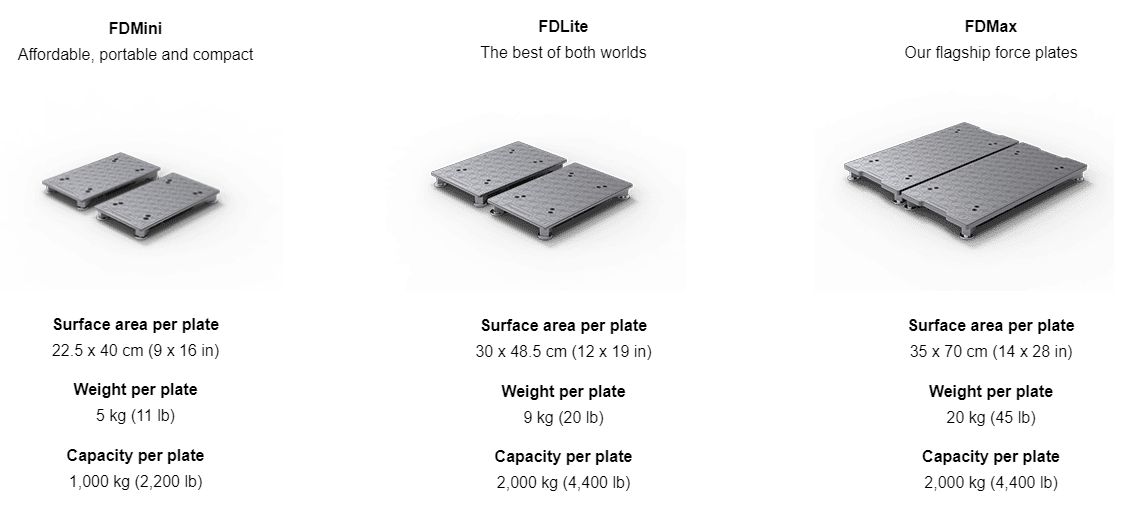 FDMini
Affordable, portable and compact
Surface area per plate
22.5 x 40 cm (9 x 16 in)
Weight per plate
5 kg (11 lb)
Capacity per plate
1,000 kg (2,200 lb)
FDLite
The best of both worlds
Surface area per plate
30 x 48.5 cm (12 x 19 in)
Weight per plate
9 kg (20 lb)
Capacity per plate
2,000 kg (4,400 lb)
FDMax
Our flagship force plates
Surface area per plate
35 x 70 cm (14 x 28 in)
Weight per plate
20 kg (45 lb)
Capacity per plate
2,000 kg (4,400 lb)